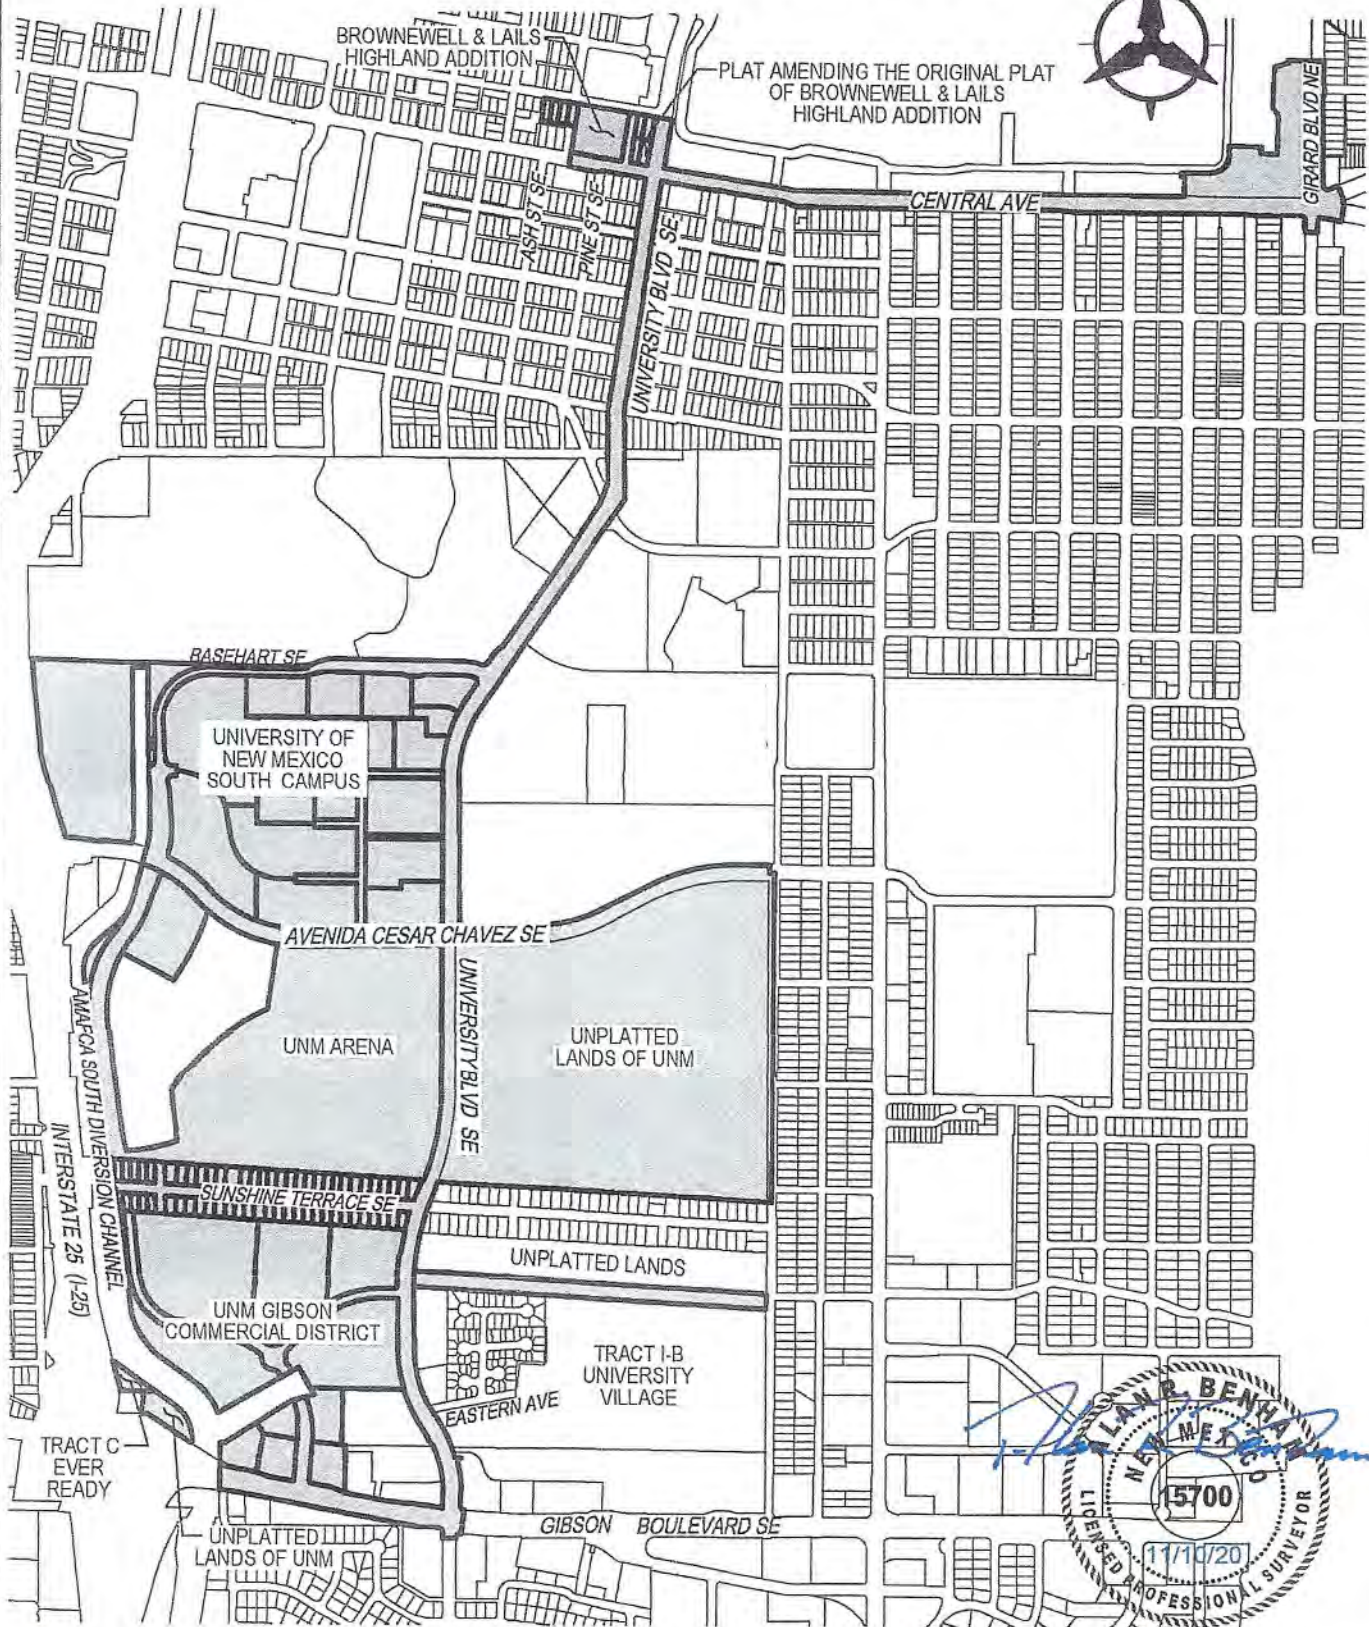 BROWNEWELL & LAILS
HIGHLAND ADDITION
PLAT AMENDING THE ORIGINAL PLAT
OF BROWNEWELL & LAILS
HIGHLAND ADDITION
GIRARD BLVD NE
CENTRAL AVE
ASH ST SE
PINE ST SE
UNIVERSITY BLVD SE
BASEHART SE
UNIVERSITY OF
NEW MEXICO
SOUTH CAMPUS
AVENIDA CESAR CHAVEZ SE
UNIVERSITY BLVD SE
UNM ARENA
UNPLATTED
LANDS OF UNM
AMAFCA SOUTH DIVERSION CHANNEL
INTERSTATE 25 (I-25)
SUNSHINE TERRACE SE
UNPLATTED LANDS
UNM GIBSON
COMMERCIAL DISTRICT
TRACT I-B
UNIVERSITY
VILLAGE
EASTERN AVE
TRACT C
EVER
READY
UNPLATTED
LANDS OF UNM
GIBSON BOULEVARD SE
ALAN R. BENHAM
NEW MEXICO
15700
11/10/20
LICENSED PROFESSIONAL SURVEYOR